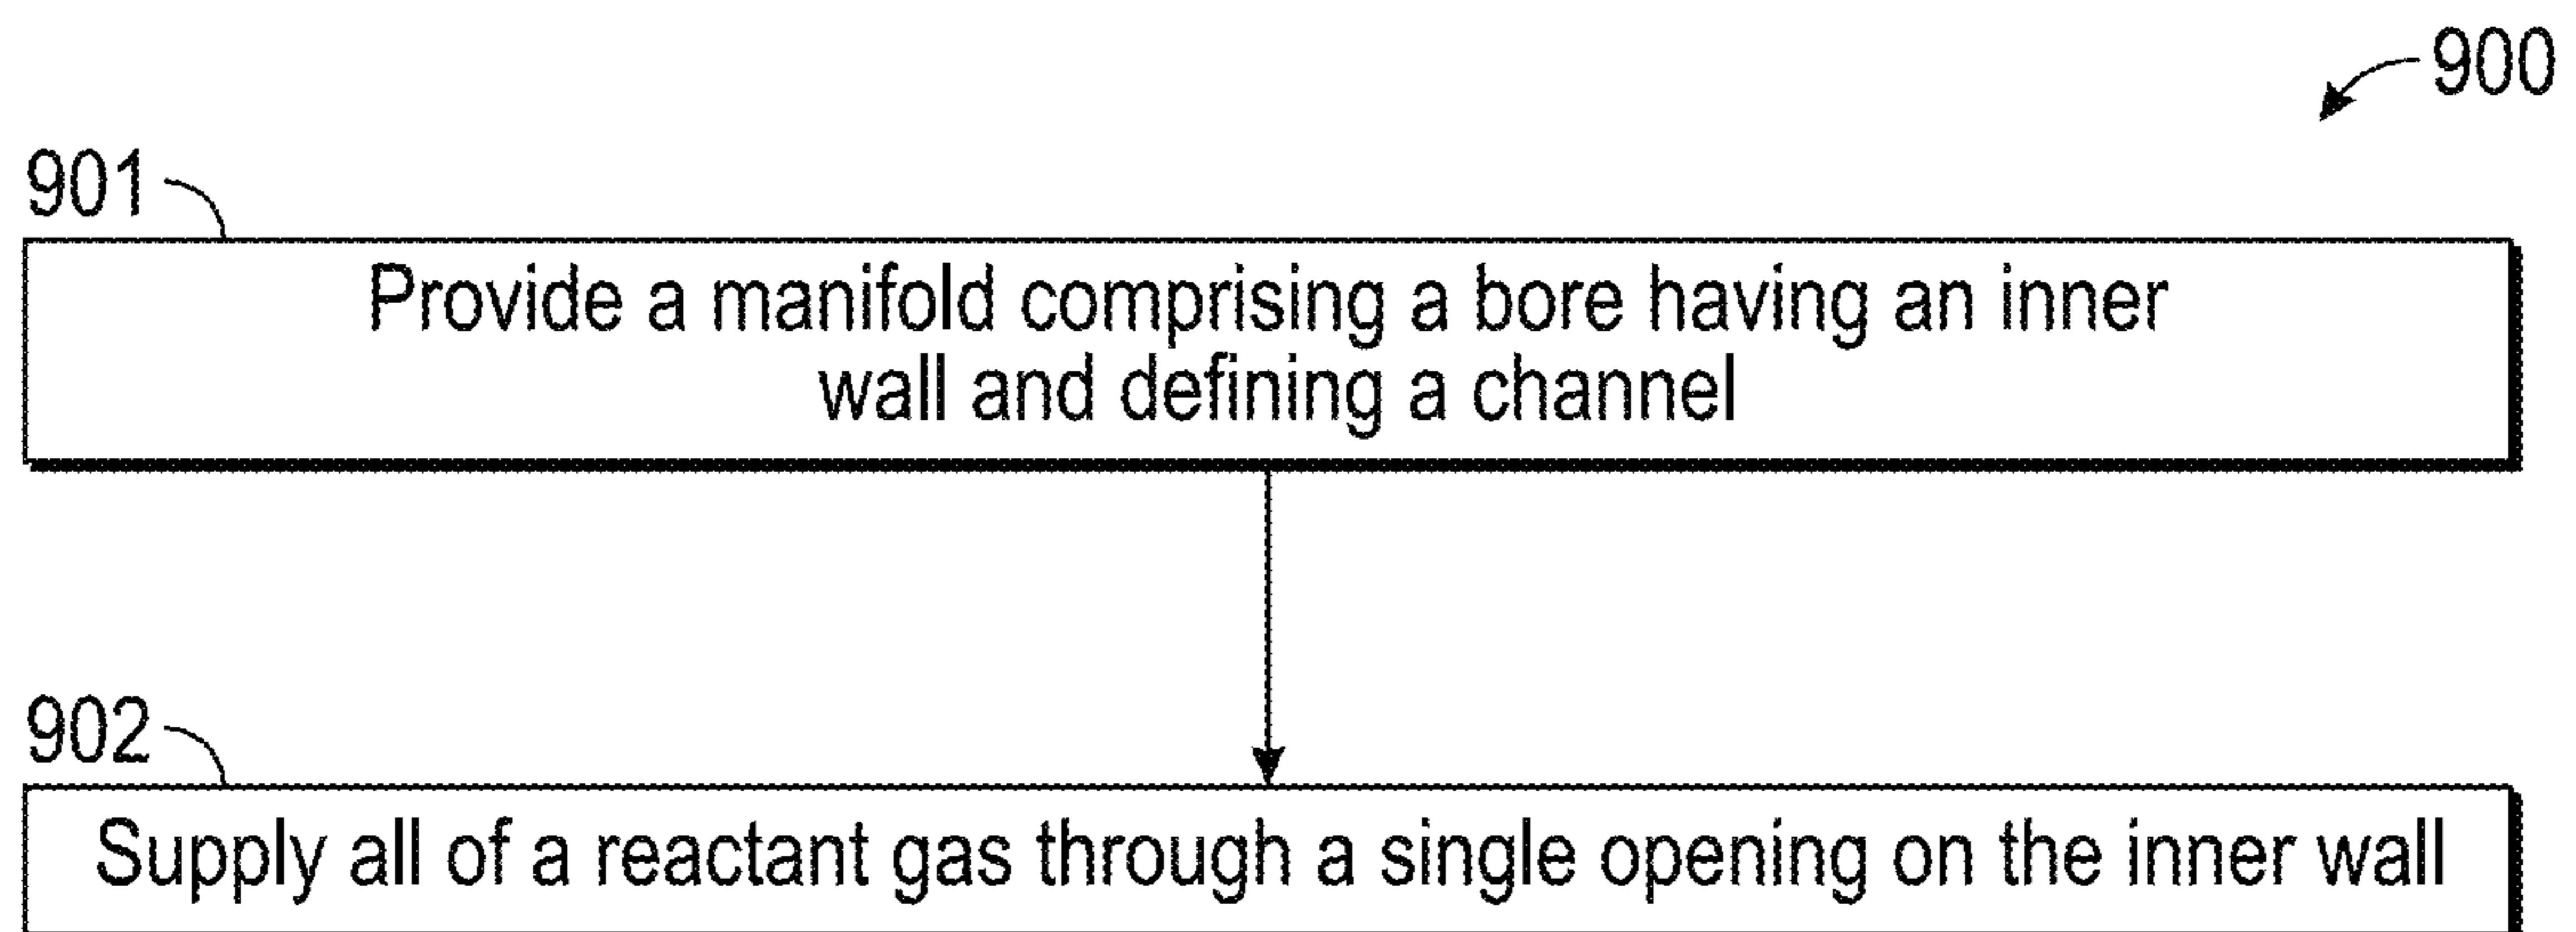 900
901
Provide a manifold comprising a bore having an inner
wall and defining a channel
902
Supply all of a reactant gas through a single opening on the inner wall